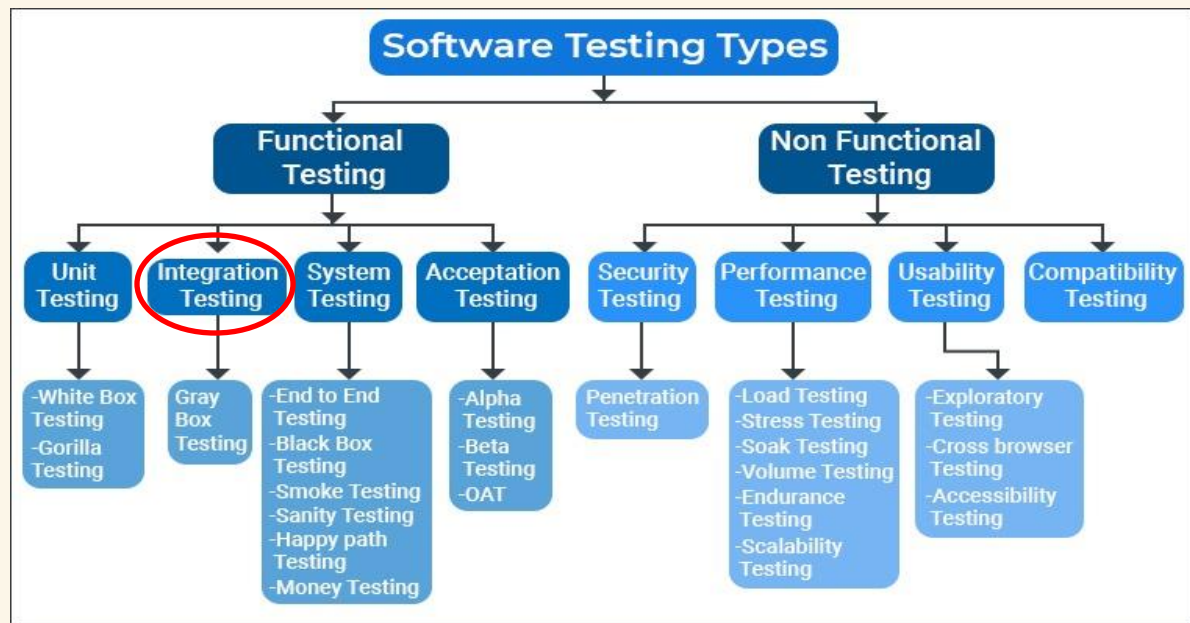 Software Testing Types
Functional
Testing
Non Functional
Testing
Unit
Testing
Integration
Testing
System
Testing
Acceptation
Testing
Security
Testing
Performance
Testing
Usability
Testing
Compatibility
Testing
-White Box
Testing
-Gorilla
Testing
Gray
Box
Testing
-End to End
Testing
-Black Box
Testing
-Smoke Testing
-Sanity Testing
-Happy path
Testing
-Money Testing
-Alpha
Testing
-Beta
Testing
-OAT
Penetration
Testing
-Load Testing
-Stress Testing
-Soak Testing
-Volume Testing
-Endurance
Testing
-Scalability
Testing
-Exploratory
Testing
-Cross browser
Testing
-Accessibility
Testing